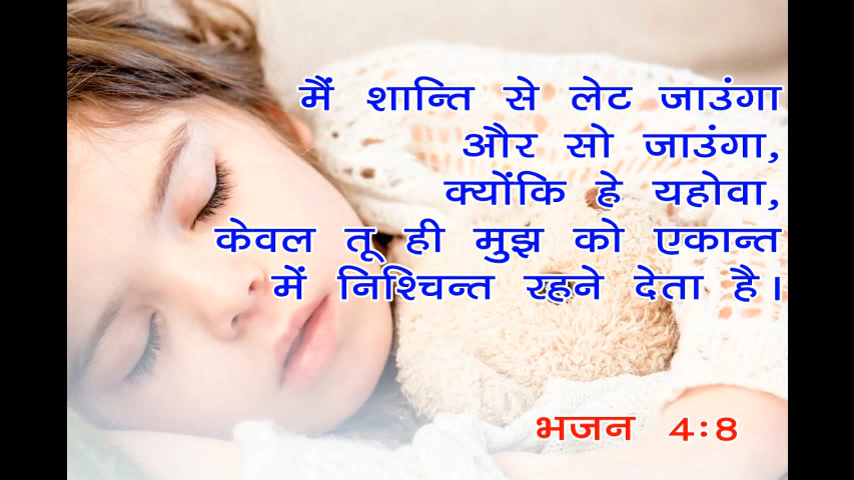 मैं शान्ति से लेट जाउंगा
और सो जाउंगा,
क्योंकि हे यहोवा,
केवल तू ही मुझ को एकान्त
में निश्चिन्त रहने देता है।
भजन 4:8